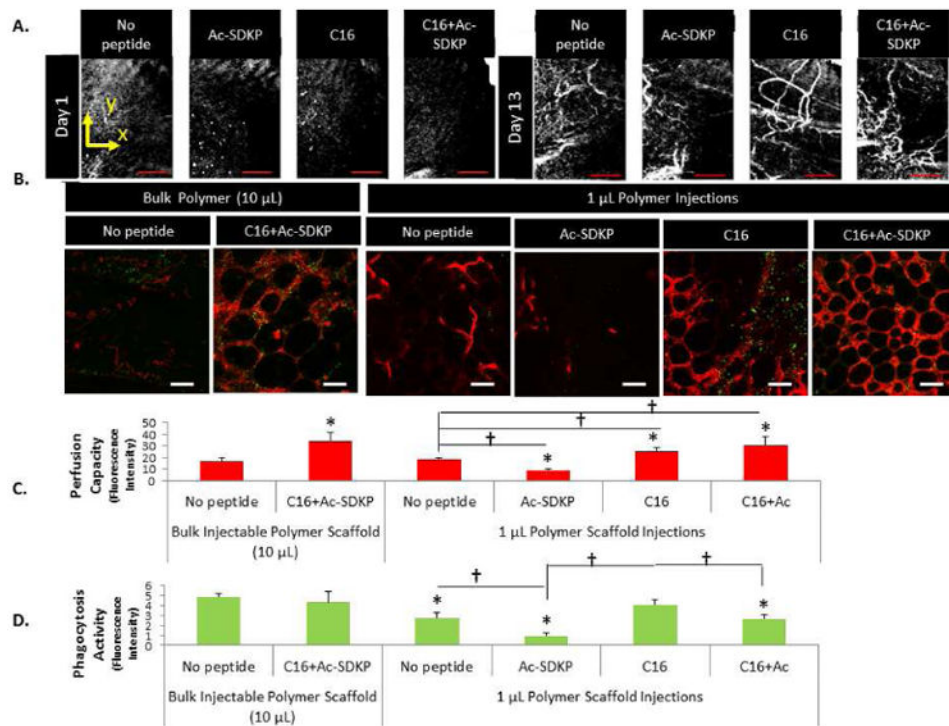 A.
No peptide
Ac-SDKP
C16
C16+Ac-SDKP
No peptide
Ac-SDKP
C16
C16+Ac-SDKP
Day 1
y
x
Day 13
B.
Bulk Polymer (10 µL)
1 µL Polymer Injections
No peptide
C16+Ac-SDKP
No peptide
Ac-SDKP
C16
C16+Ac-SDKP
C.
Perfusion
Capacity
(Fluorescence
Intensity)
50
40
30
20
10
0
*
†
*
†
*
†
*
No peptide
C16+Ac-SDKP
No peptide
Ac-SDKP
C16
C16+Ac
Bulk Injectable Polymer Scaffold
(10 µL)
1 µL Polymer Scaffold Injections
D.
Phagocytosis
Activity
(Fluorescence
Intensity)
6
5
4
3
2
1
0
*
†
*
†
†
*
No peptide
C16+Ac-SDKP
No peptide
Ac-SDKP
C16
C16+Ac
Bulk Injectable Polymer Scaffold
(10 µL)
1 µL Polymer Scaffold Injections